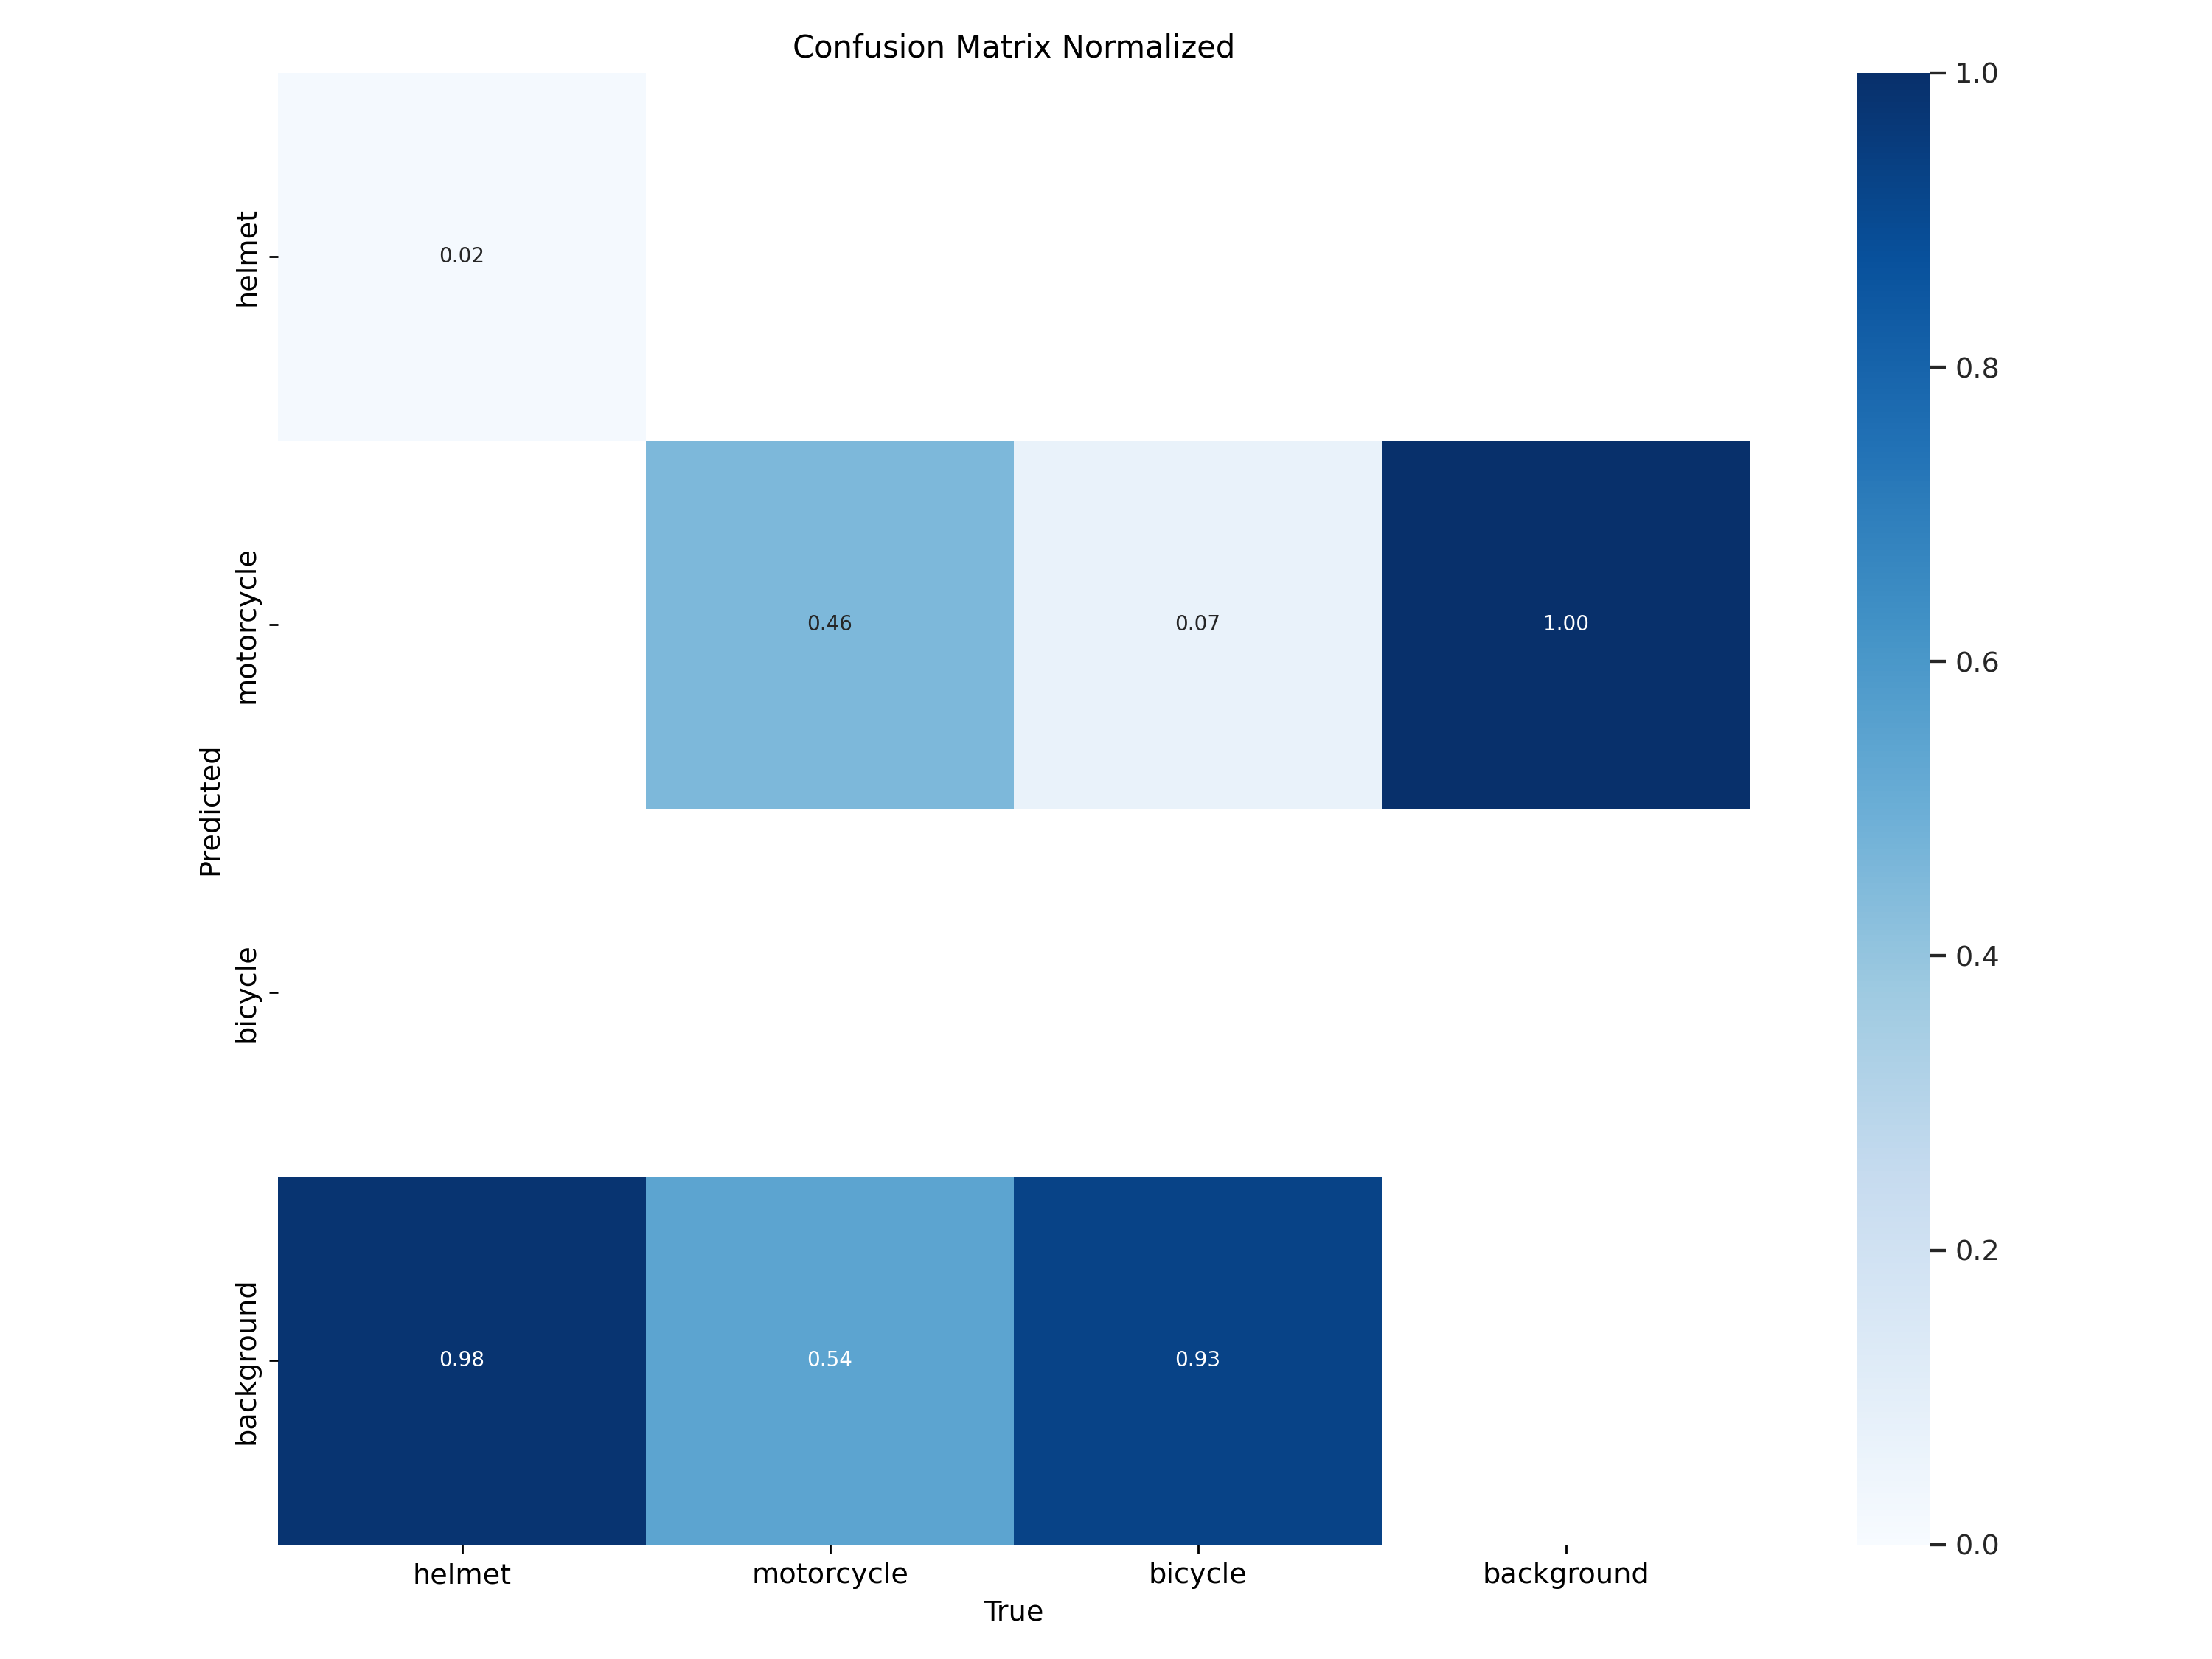 Confusion Matrix Normalized
helmet
0.02
motorcycle
0.46 0.07 1.00
Predicted
bicycle
background
0.98 0.54 0.93
helmet motorcycle bicycle background
True
1.0
0.8
0.6
0.4
0.2
0.0